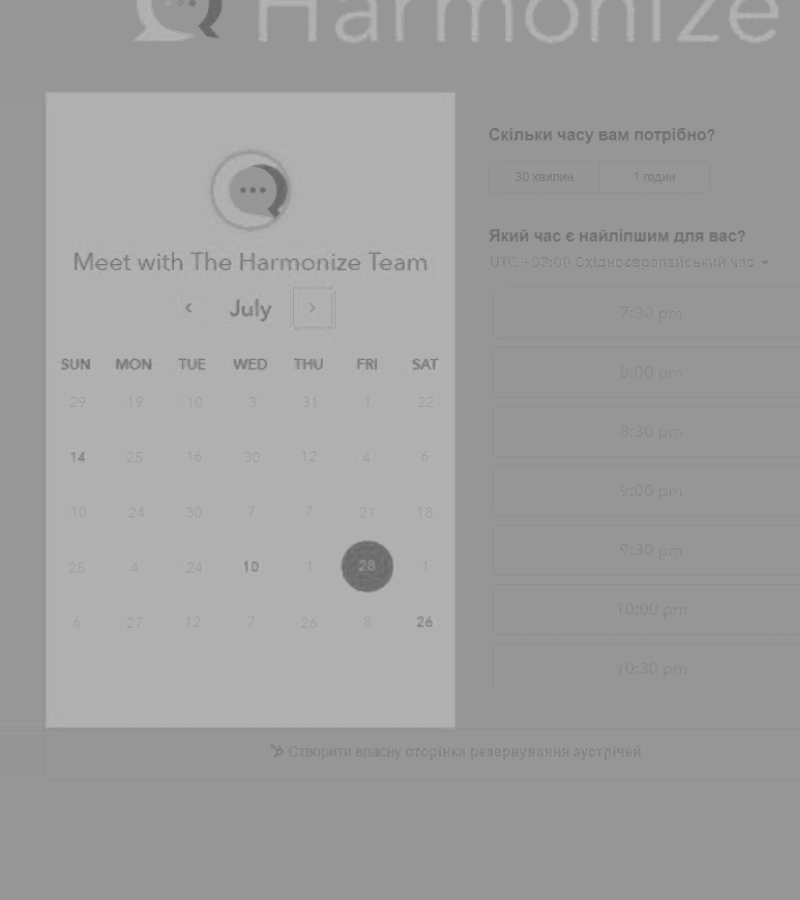 Harmonize
Meet with The Harmonize Team
July
SUN MON TUE WED THU FRI SAT
29 19 10 3 31 1 22
14 25 16 30 12 4 6
10 24 30 7 7 21 18
25 4 24 10 1 28 1
6 27 12 7 26 8 26
Скільки часу вам потрібно?
30 хвилин 1 годин
Який час є найліпшим для вас?
UTC +03:00 Східноєвропейський час
7:30 pm
8:00 pm
8:30 pm
9:00 pm
9:30 pm
10:00 pm
10:30 pm
Створити власну сторінка резервування зустрічей